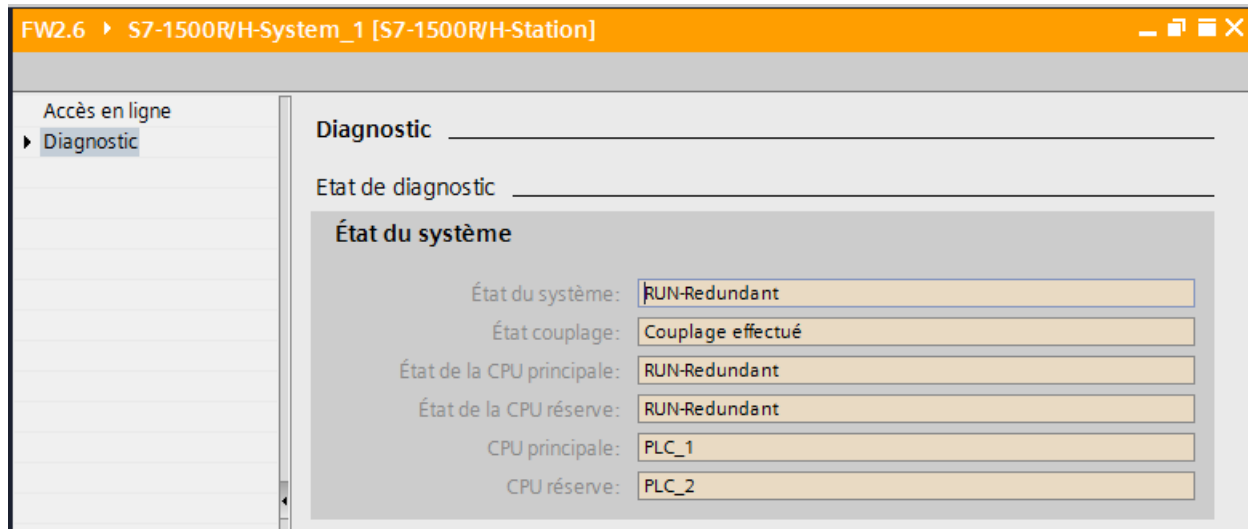 FW2.6 ▸ S7-1500R/H-System_1 [S7-1500R/H-Station]
Accès en ligne
Diagnostic
Diagnostic
Etat de diagnostic
État du système
État du système: RUN-Redundant
État couplage: Couplage effectué
État de la CPU principale: RUN-Redundant
État de la CPU réserve: RUN-Redundant
CPU principale: PLC_1
CPU réserve: PLC_2